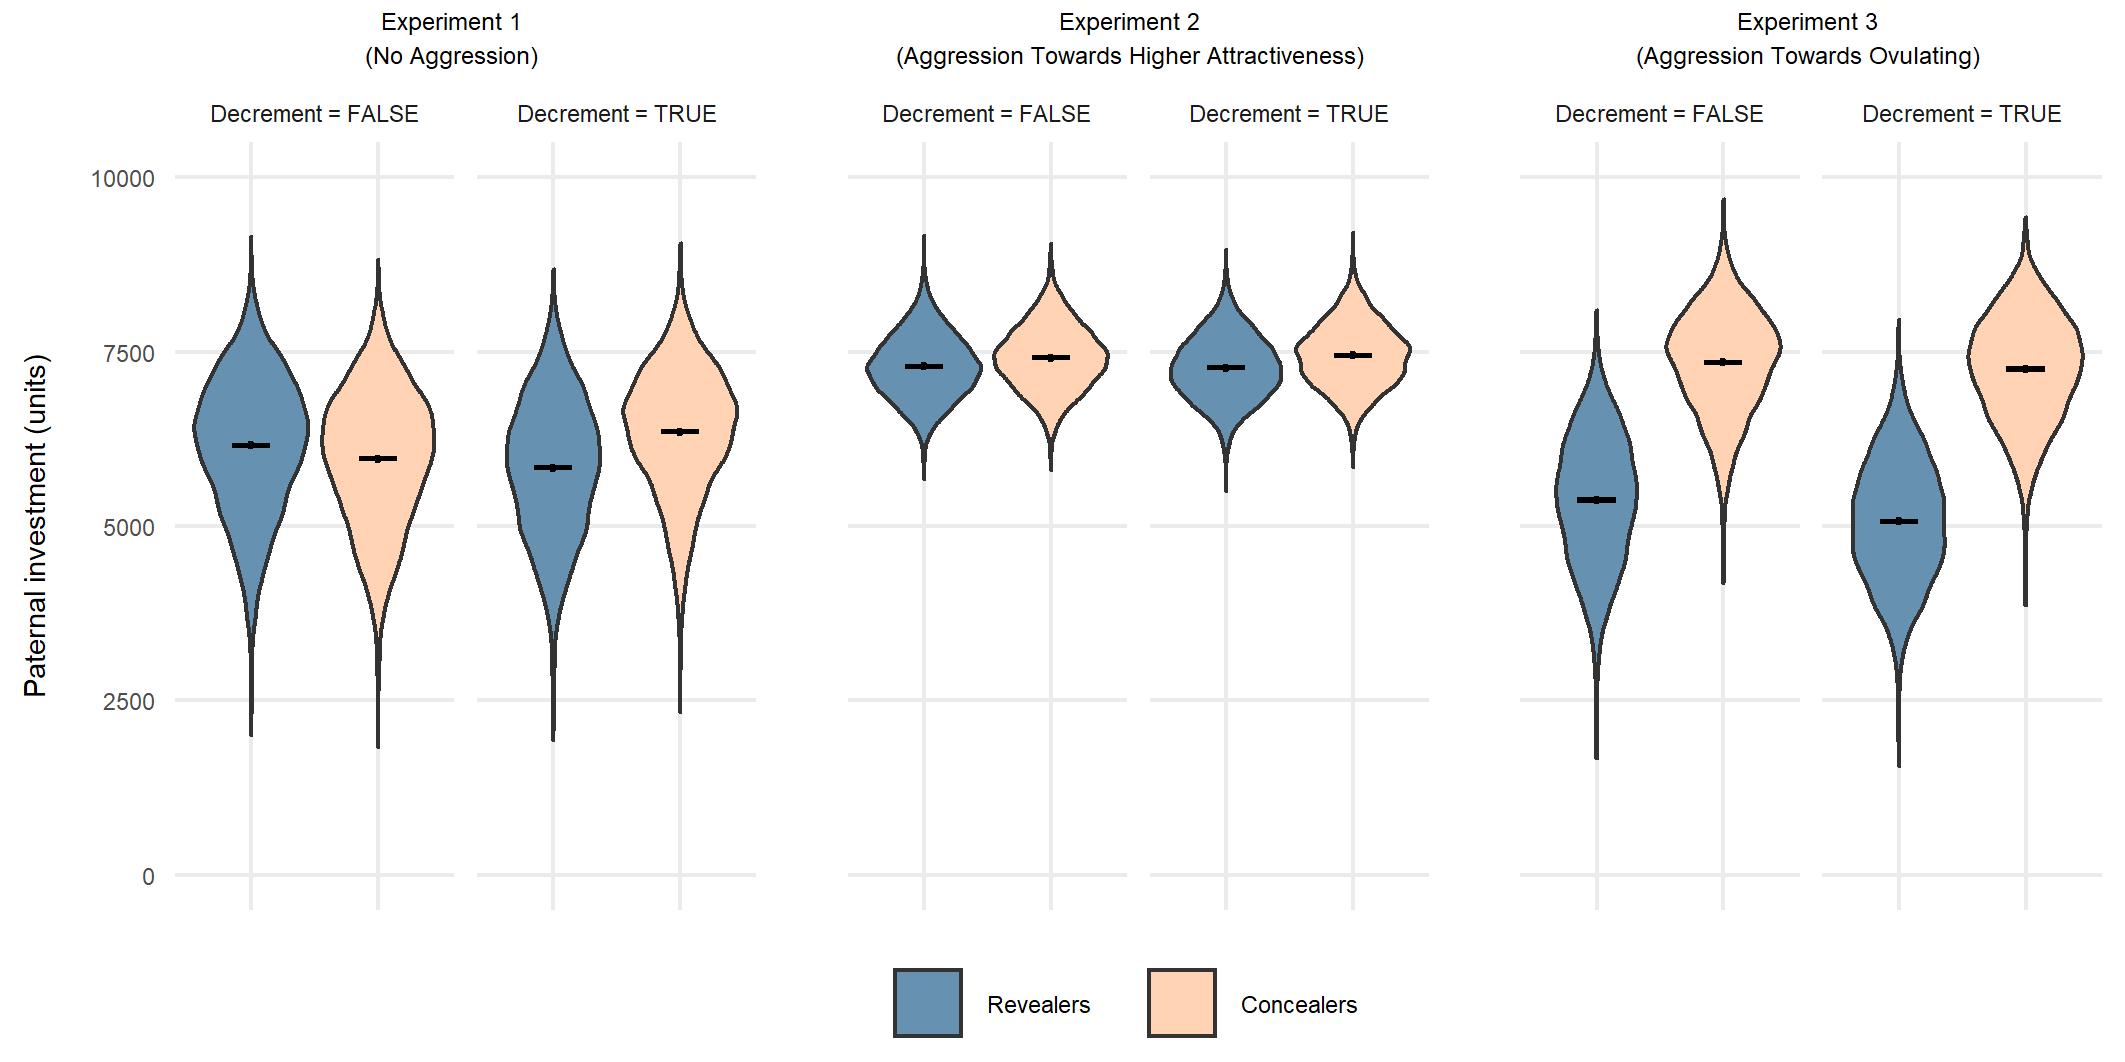 Experiment 1
(No Aggression)
Experiment 2
(Aggression Towards Higher Attractiveness)
Experiment 3
(Aggression Towards Ovulating)
Decrement = FALSE
Decrement = TRUE
Decrement = FALSE
Decrement = TRUE
Decrement = FALSE
Decrement = TRUE
Paternal investment (units)
10000
7500
5000
2500
0
Revealers
Concealers